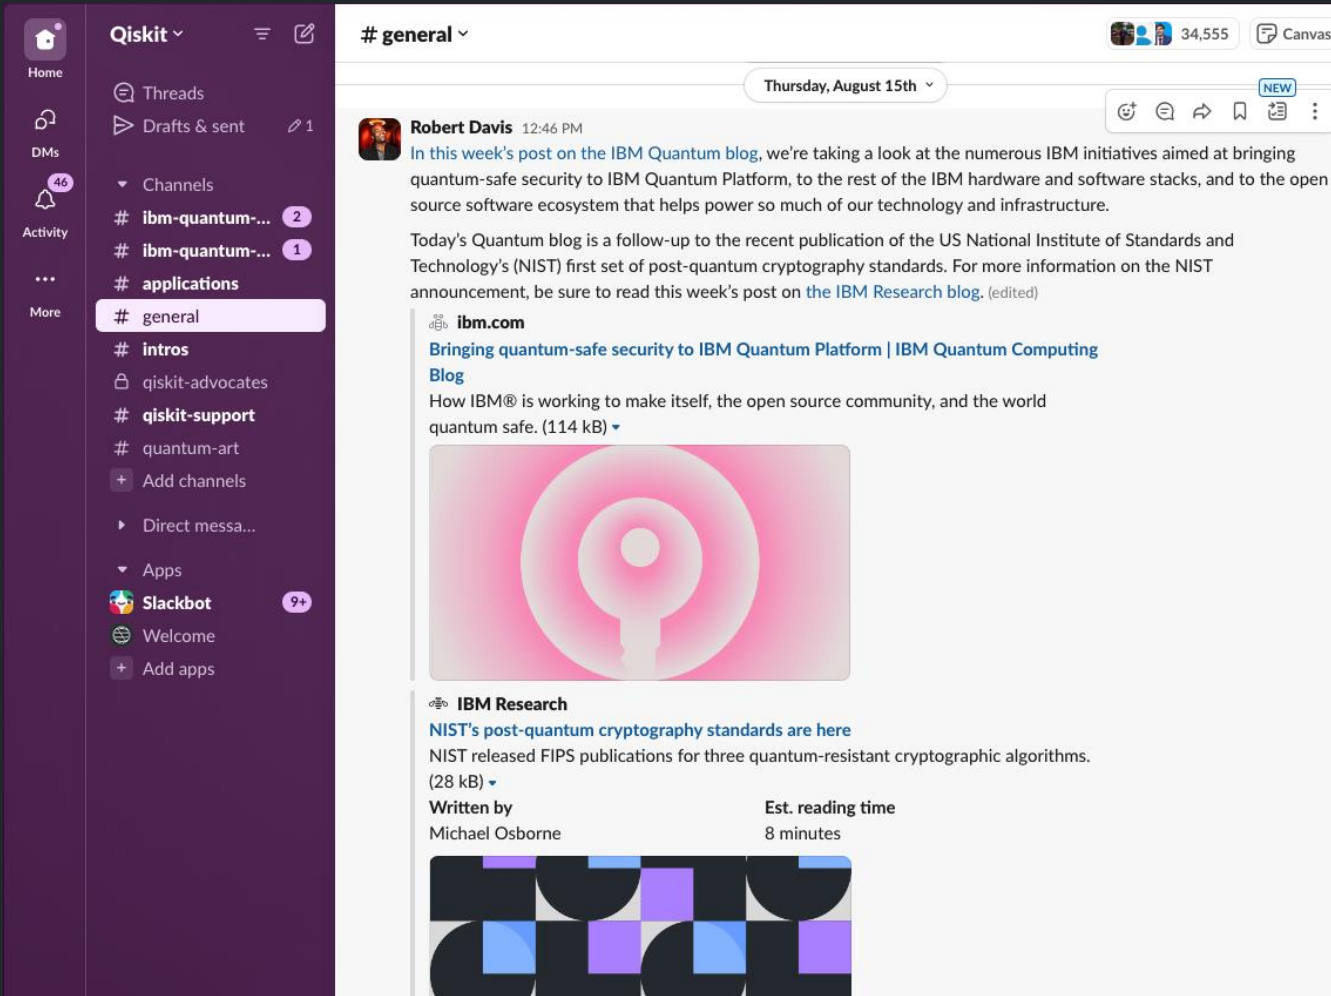 Home
DMs
46
Activity
More
Qiskit
Threads
Drafts & sent 1
Channels
# ibm-quantum-... 2
# ibm-quantum-... 1
# applications
# general
# intros
qiskit-advocates
# qiskit-support
# quantum-art
+ Add channels
Direct messa...
Apps
Slackbot 9+
Welcome
+ Add apps
# general
34,555
Canvas
Thursday, August 15th
NEW
Robert Davis 12:46 PM
In this week's post on the IBM Quantum blog, we're taking a look at the numerous IBM initiatives aimed at bringing
quantum-safe security to IBM Quantum Platform, to the rest of the IBM hardware and software stacks, and to the open
source software ecosystem that helps power so much of our technology and infrastructure.
Today's Quantum blog is a follow-up to the recent publication of the US National Institute of Standards and
Technology's (NIST) first set of post-quantum cryptography standards. For more information on the NIST
announcement, be sure to read this week's post on the IBM Research blog. (edited)
ibm.com
Bringing quantum-safe security to IBM Quantum Platform | IBM Quantum Computing
Blog
How IBM® is working to make itself, the open source community, and the world
quantum safe. (114 kB)
IBM Research
NIST's post-quantum cryptography standards are here
NIST released FIPS publications for three quantum-resistant cryptographic algorithms.
(28 kB)
Written by Est. reading time
Michael Osborne 8 minutes